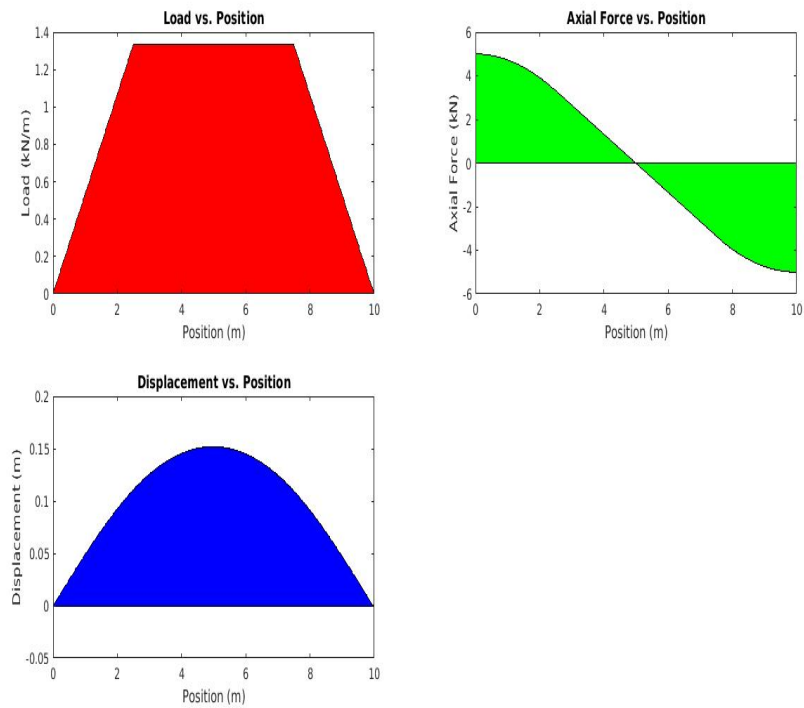 Load vs. Position
1.4
1.2
1
0.8
0.6
0.4
0.2
0
Load (kN/m)
0 2 4 6 8 10
Position (m)
Axial Force vs. Position
6
4
2
0
-2
-4
-6
Axial Force (kN)
0 2 4 6 8 10
Position (m)
Displacement vs. Position
0.2
0.15
0.1
0.05
0
-0.05
Displacement (m)
0 2 4 6 8 10
Position (m)